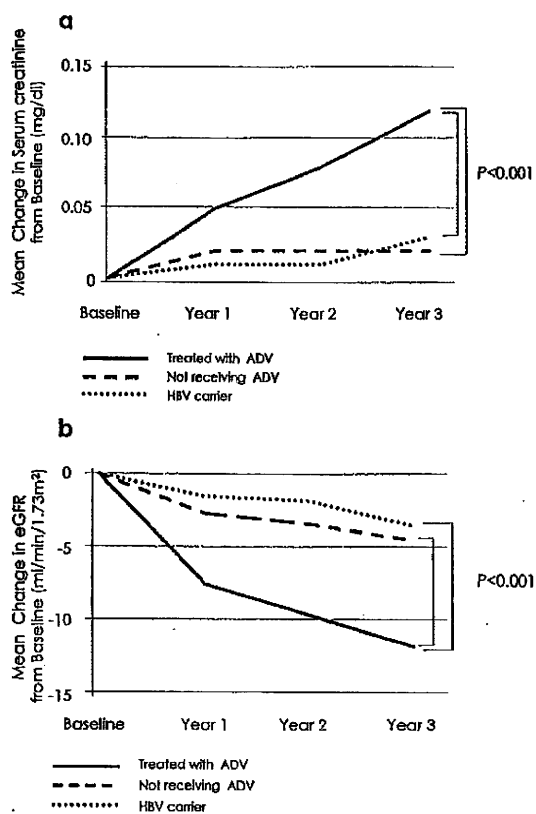 a
Mean Change in Serum creatinine
from Baseline (mg/dl)
0.15
0.10
0.05
0
P<0.001
Baseline Year 1 Year 2 Year 3
Treated with ADV
Not receiving ADV
HBV carrier
b
Mean Change in eGFR
from Baseline (ml/min/1.73m²)
0
-5
-10
-15
P<0.001
Baseline Year 1 Year 2 Year 3
Treated with ADV
Not receiving ADV
HBV carrier